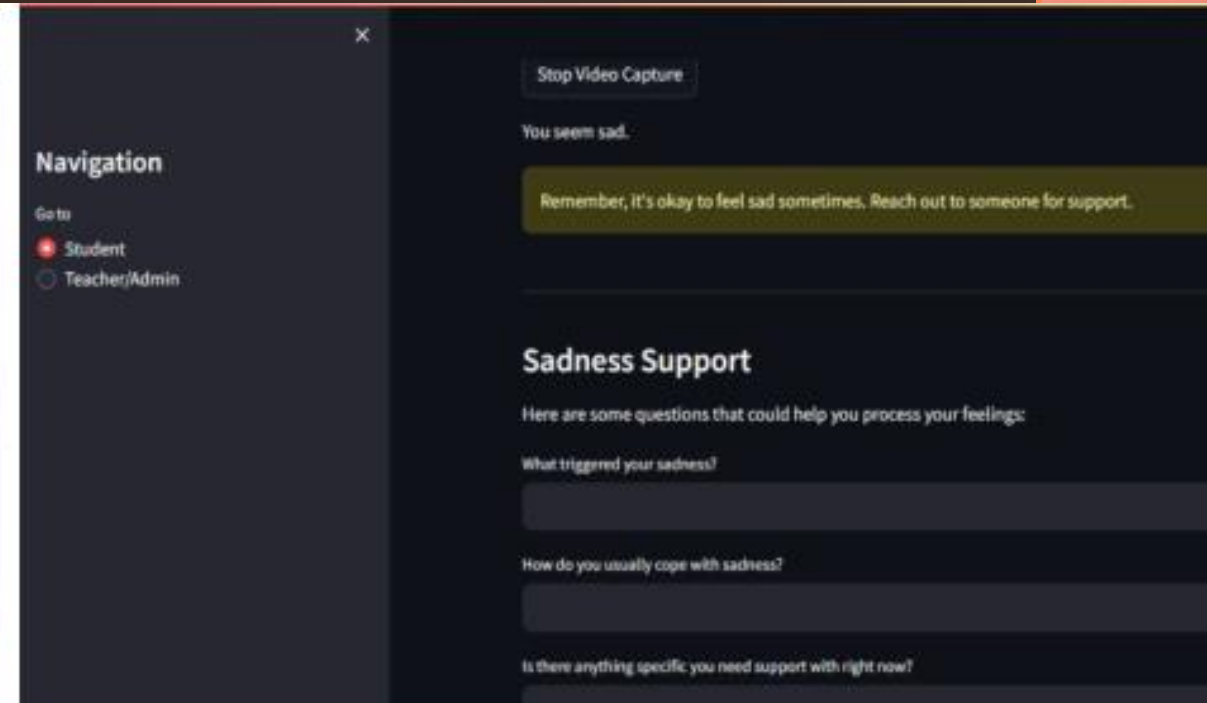 Navigation
Go to
Student
Teacher/Admin
Stop Video Capture
You seem sad.
Remember, it's okay to feel sad sometimes. Reach out to someone for support.
Sadness Support
Here are some questions that could help you process your feelings:
What triggered your sadness?
How do you usually cope with sadness?
Is there anything specific you need support with right now?